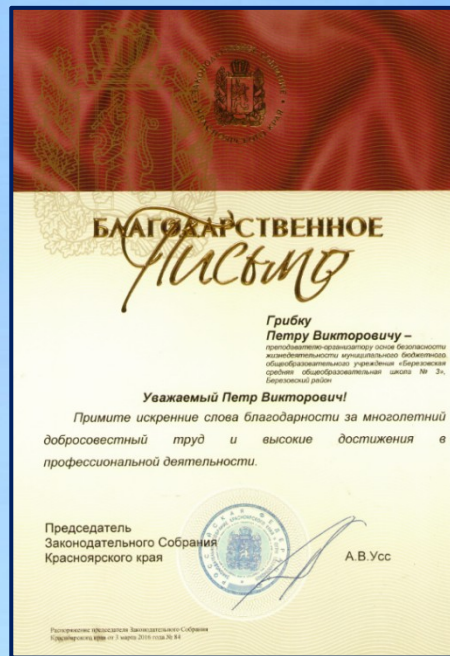 БЛАГОДАРСТВЕННОЕ
Письмо
Грибку
Петру Викторовичу –
преподавателю-организатору основ безопасности
жизнедеятельности муниципального бюджетного
общеобразовательного учреждения «Березовская
средняя общеобразовательная школа № 3»,
Березовский район
Уважаемый Петр Викторович!
Примите искренние слова благодарности за многолетний
добросовестный труд и высокие достижения в
профессиональной деятельности.
Председатель
Законодательного Собрания
Красноярского края
А.В.Усс
Распоряжение председателя Законодательного Собрания
Красноярского края от 3 марта 2016 года № 84